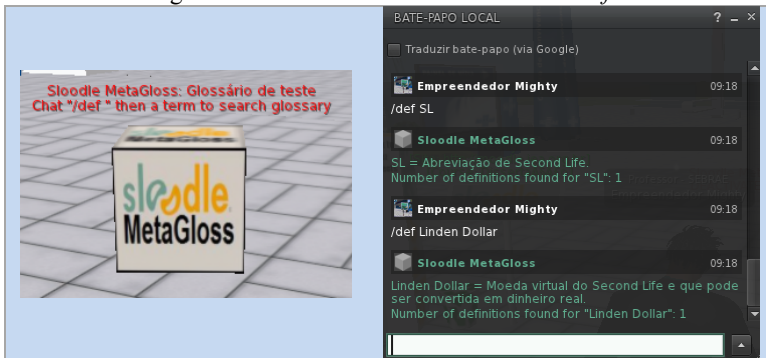 Sloodle MetaGloss: Glossário de teste
Chat "/def " then a term to search glossary
sloodle
MetaGloss
BATE-PAPO LOCAL
? _ ×
Traduzir bate-papo (via Google)
Empreendedor Mighty 09:18
/def SL
Sloodle MetaGloss 09:18
SL = Abreviação de Second Life.
Number of definitions found for "SL": 1
Empreendedor Mighty 09:18
/def Linden Dollar
Sloodle MetaGloss 09:18
Linden Dollar = Moeda virtual do Second Life e que pode
ser convertida em dinheiro real.
Number of definitions found for "Linden Dollar": 1